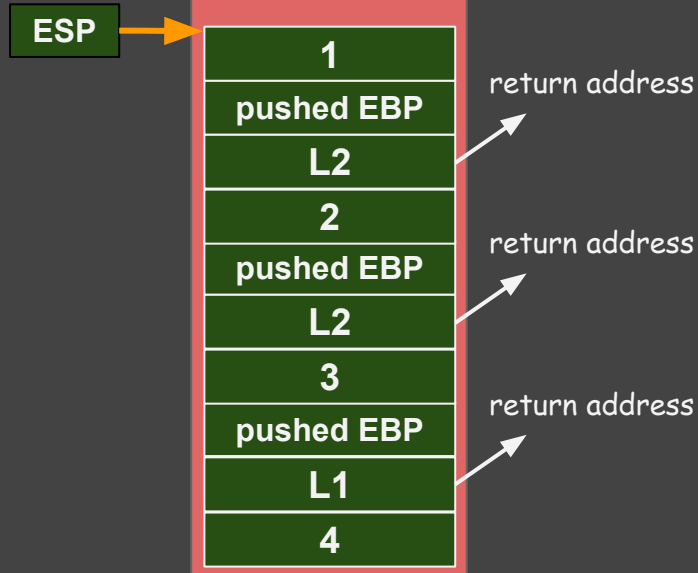 ESP
1
pushed EBP
return address
L2
2
pushed EBP
return address
L2
3
pushed EBP
return address
L1
4